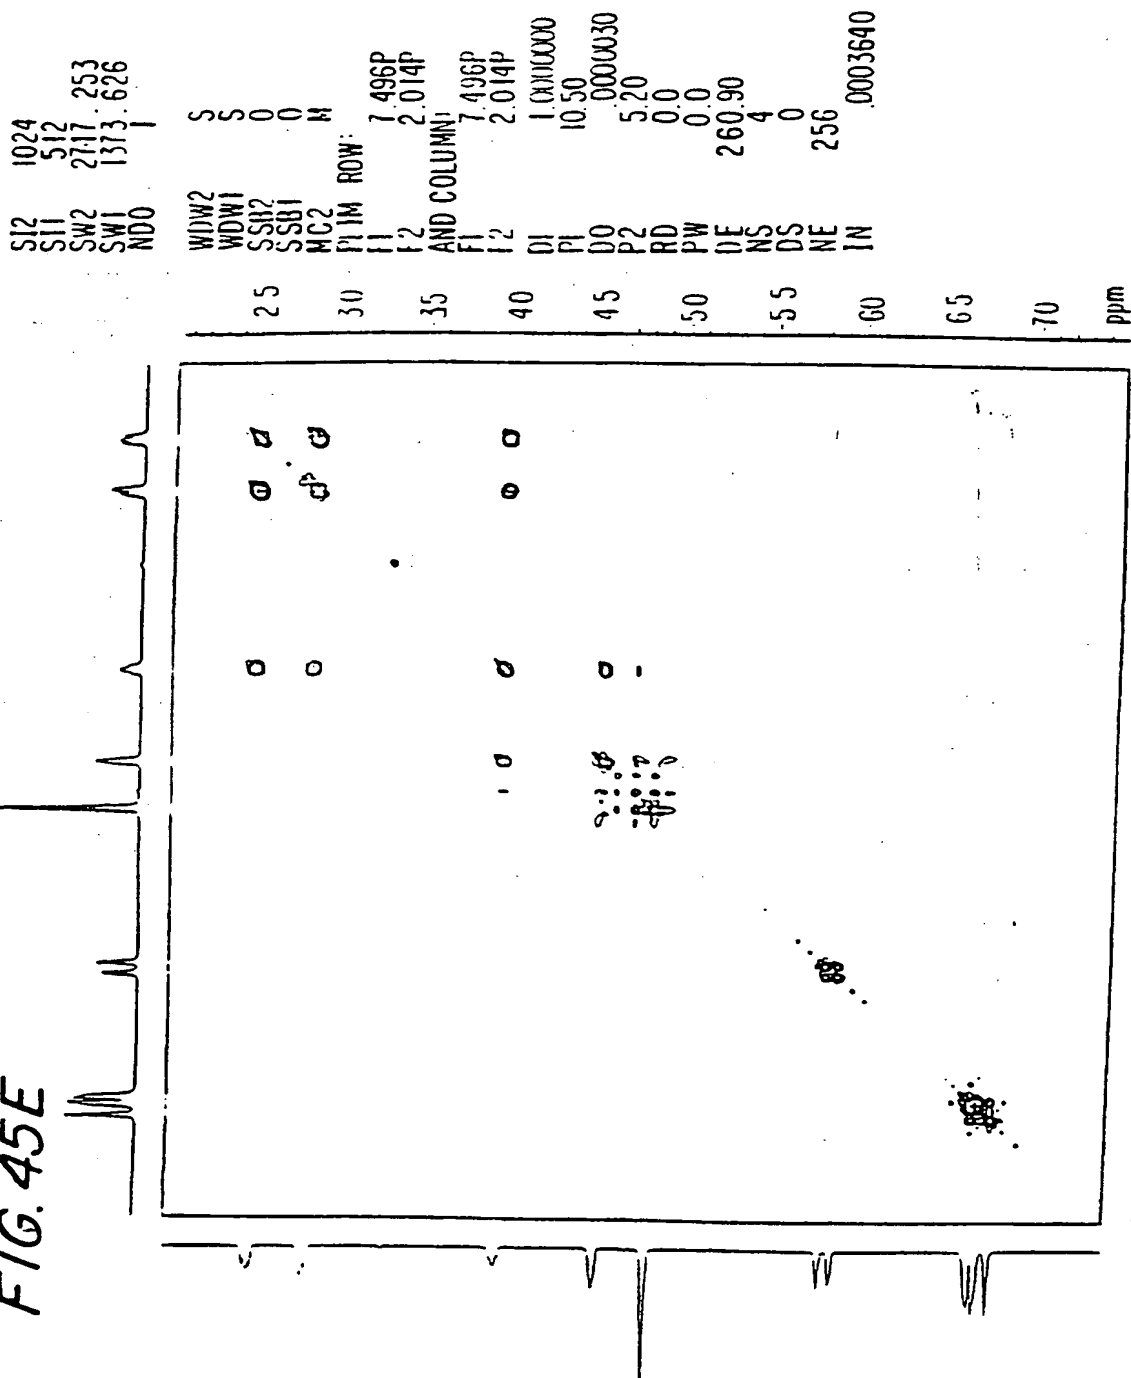 FIG. 45E
SI2 1024
SI1 512
SW2 2717.253
SW1 1373.626
ND0 1
WDW2 S
WDW1 S
SSB2 0
SSB1 0
MC2 M
PLIM ROW:
F1 7.496P
F2 2.014P
AND COLUMN:
F1 7.496P
F2 2.014P
D1 1.0000000
P1 10.50
D0 .0000030
P2 5.20
RD 0.0
PW 0.0
DE 260.90
NS 4
DS 0
NE 256
IN .0003640
2.5
3.0
3.5
4.0
4.5
5.0
5.5
6.0
6.5
7.0
ppm